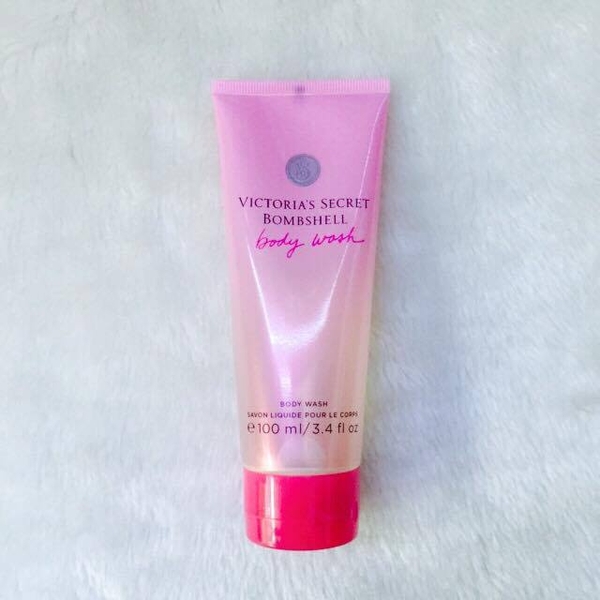 VICTORIA'S SECRET
BOMBSHELL
body wash
BODY WASH
SAVON LIQUIDE POUR LE CORPS
℮100 ml/3.4 fl oz